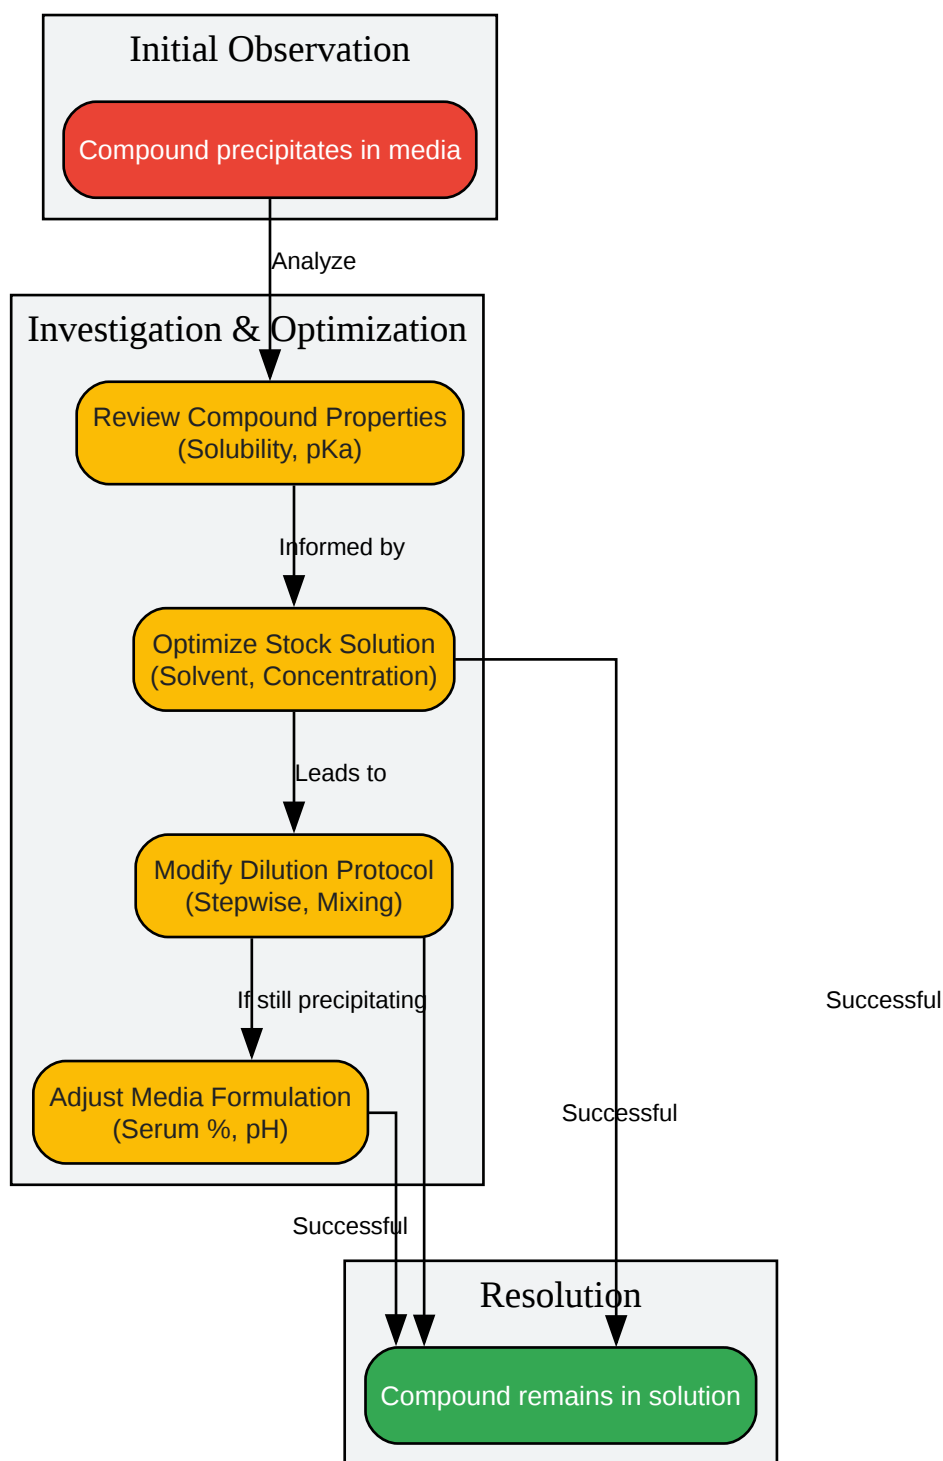 Initial Observation
Compound precipitates in media
Analyze
Investigation & Optimization
Review Compound Properties
(Solubility, pKa)
Informed by
Optimize Stock Solution
(Solvent, Concentration)
Leads to
Modify Dilution Protocol
(Stepwise, Mixing)
If still precipitating
Successful
Adjust Media Formulation
(Serum %, pH)
Successful
Successful
Resolution
Compound remains in solution